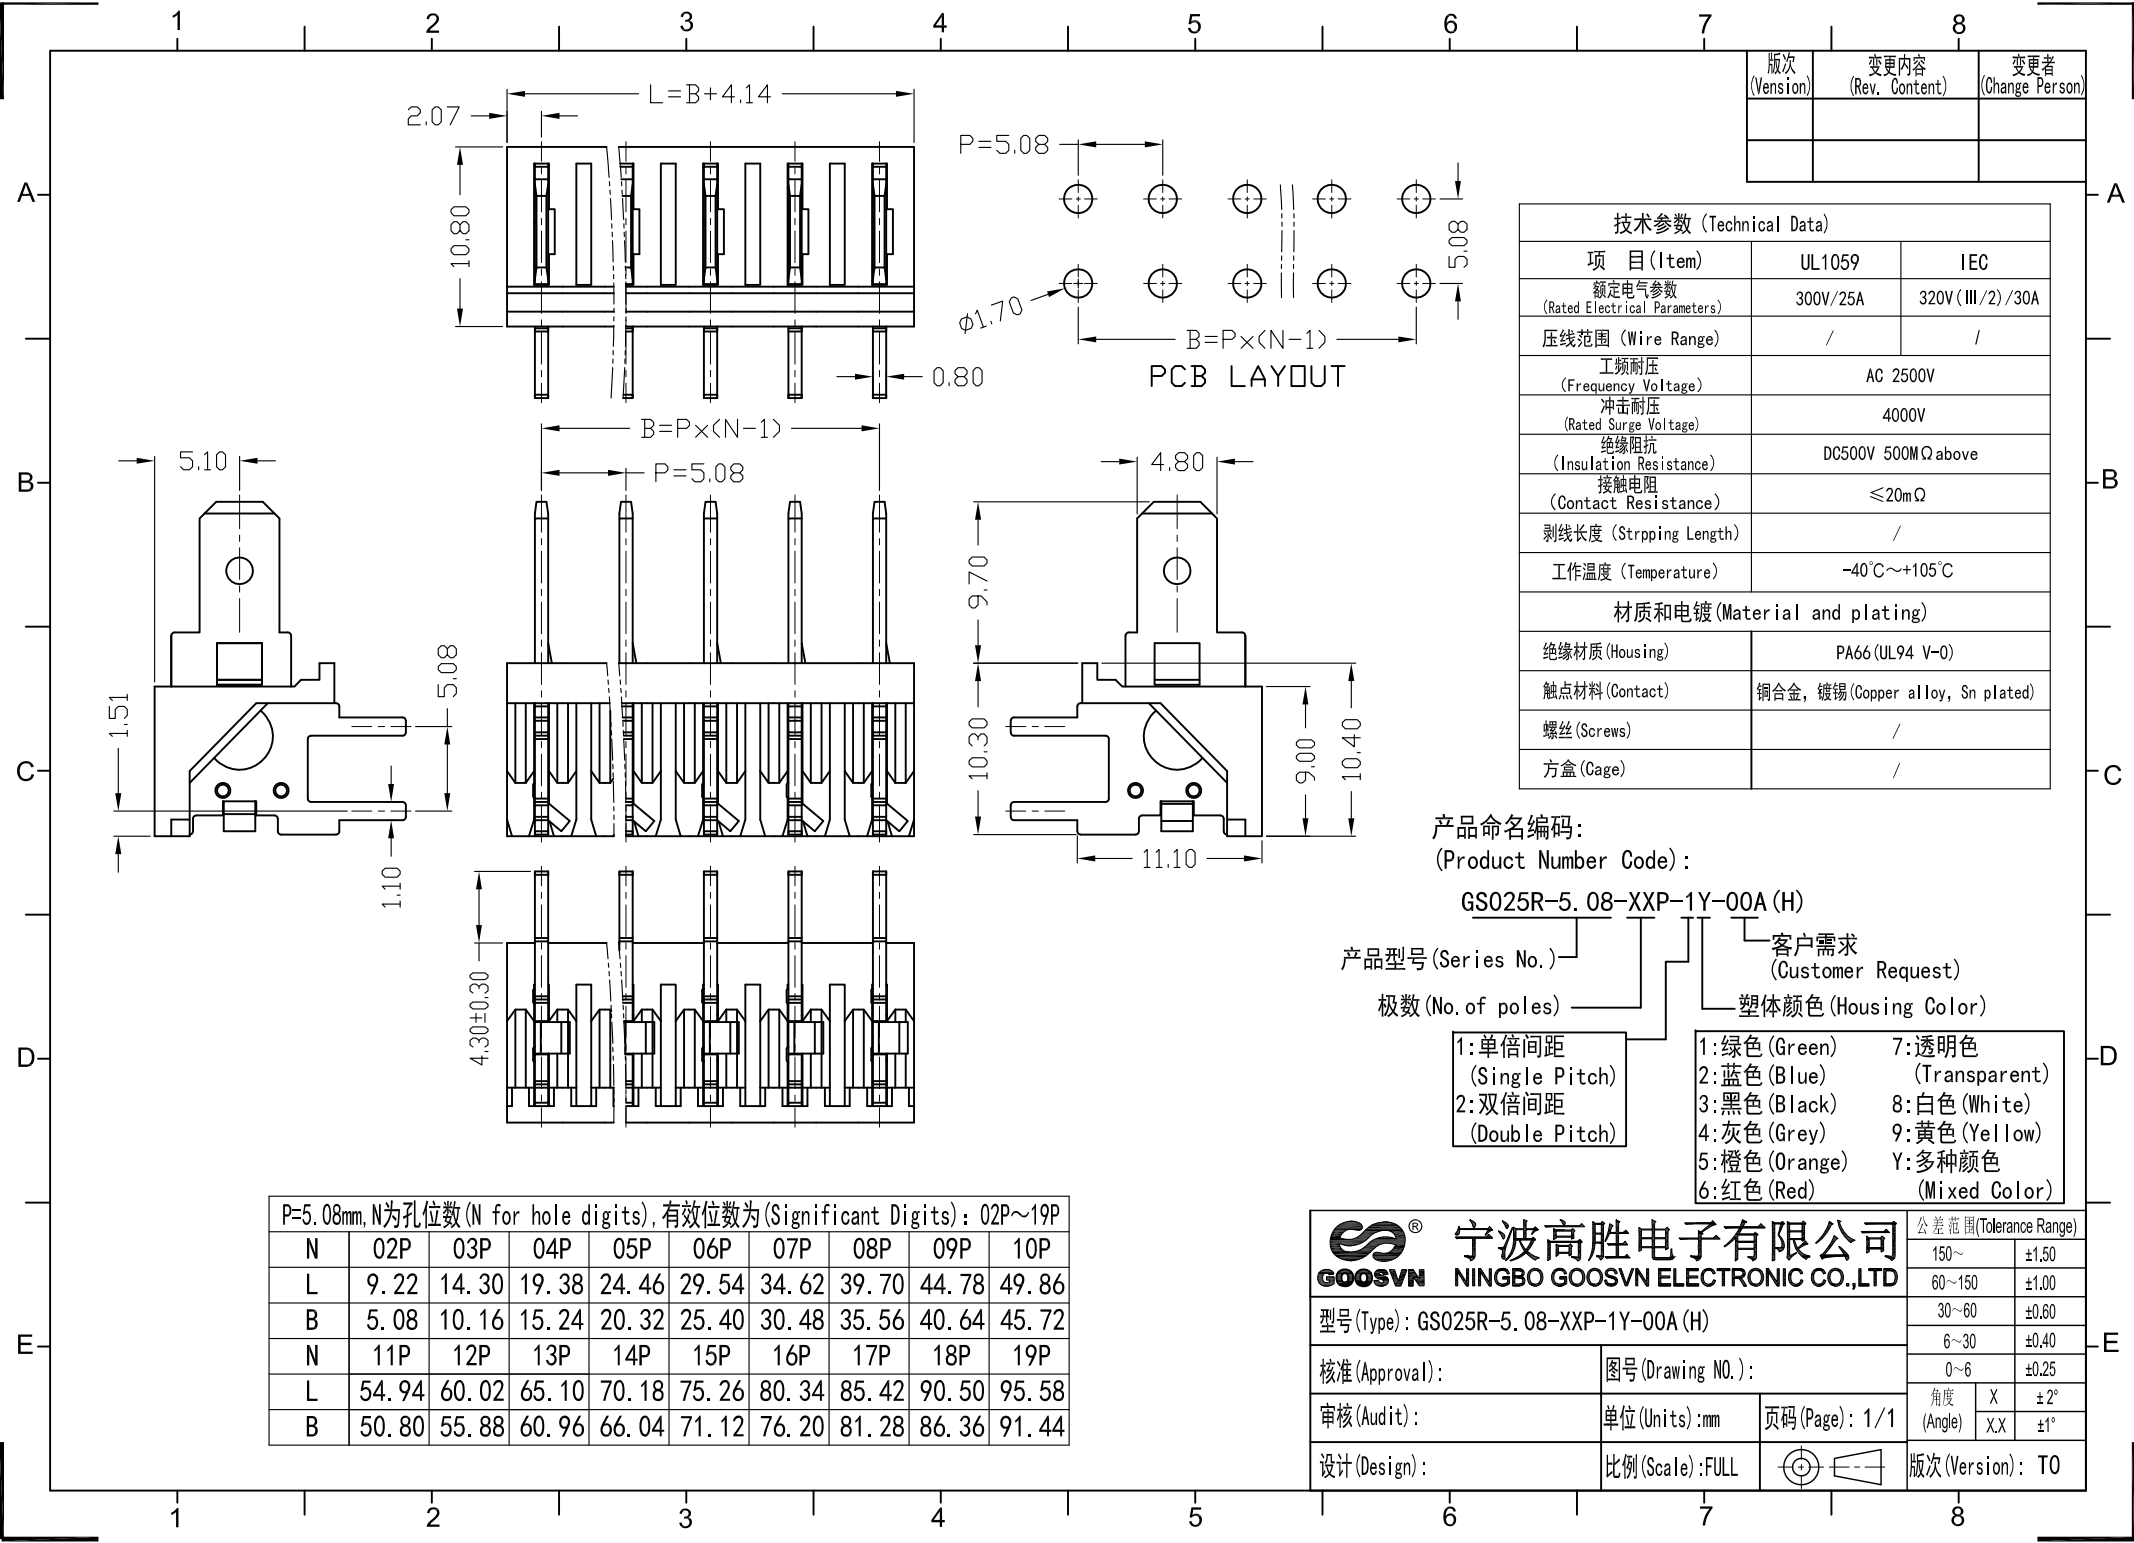 1 2 3 4 5 6 7 8
A
B
C
D
E
A
B
C
D
E
版次 变更内容 变更者
(Vension) (Rev. Content) (Change Person)
L=B+4.14
2.07
10.80
0.80
B=P×(N-1)
P=5.08
P=5.08
5.08
Ø1.70
B=P×(N-1)
PCB LAYOUT
5.10
5.08
1.51
1.10
4.80
9.70
10.30
9.00
10.40
11.10
4.30±0.30
技术参数 (Technical Data)
项 目(Item) UL1059 IEC
额定电气参数
(Rated Electrical Parameters) 300V/25A 320V(Ⅲ/2)/30A
压线范围 (Wire Range) / /
工频耐压
(Frequency Voltage) AC 2500V
冲击耐压
(Rated Surge Voltage) 4000V
绝缘阻抗
(Insulation Resistance) DC500V 500MΩabove
接触电阻
(Contact Resistance) ≤20mΩ
剥线长度 (Strpping Length) /
工作温度 (Temperature) -40℃～+105℃
材质和电镀(Material and plating)
绝缘材质(Housing) PA66(UL94 V-0)
触点材料(Contact) 铜合金, 镀锡(Copper alloy, Sn plated)
螺丝(Screws) /
方盒(Cage) /
产品命名编码:
(Product Number Code):
GS025R-5.08-XXP-1Y-00A(H)
客户需求
产品型号(Series No.)
(Customer Request)
极数(No.of poles)
塑体颜色(Housing Color)
1:单倍间距
(Single Pitch)
2:双倍间距
(Double Pitch)
1:绿色(Green) 7:透明色
2:蓝色(Blue) (Transparent)
3:黑色(Black) 8:白色(White)
4:灰色(Grey) 9:黄色(Yellow)
5:橙色(Orange) Y:多种颜色
6:红色(Red) (Mixed Color)
P=5.08mm,N为孔位数(N for hole digits),有效位数为(Significant Digits): 02P～19P
N 02P 03P 04P 05P 06P 07P 08P 09P 10P
L 9.22 14.30 19.38 24.46 29.54 34.62 39.70 44.78 49.86
B 5.08 10.16 15.24 20.32 25.40 30.48 35.56 40.64 45.72
N 11P 12P 13P 14P 15P 16P 17P 18P 19P
L 54.94 60.02 65.10 70.18 75.26 80.34 85.42 90.50 95.58
B 50.80 55.88 60.96 66.04 71.12 76.20 81.28 86.36 91.44
® 宁波高胜电子有限公司
GOOSVN NINGBO GOOSVN ELECTRONIC CO.,LTD
型号(Type): GS025R-5.08-XXP-1Y-00A(H)
核准(Approval): 图号(Drawing NO.):
审核(Audit): 单位(Units):mm 页码(Page): 1/1
设计(Design): 比例(Scale):FULL
公差范围(Tolerance Range)
150～ ±1.50
60～150 ±1.00
30～60 ±0.60
6～30 ±0.40
0～6 ±0.25
角度 X ±2°
(Angle) X.X ±1°
版次(Version): T0
1 2 3 4 5 6 7 8